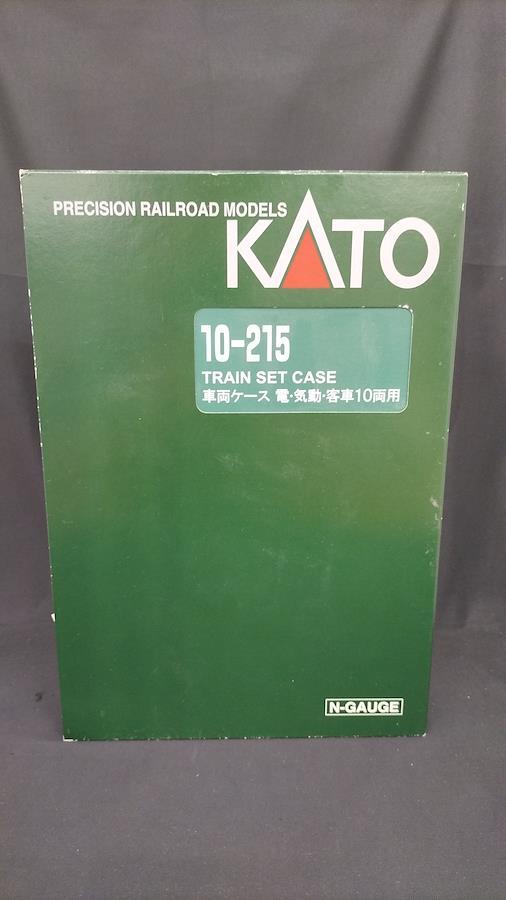 PRECISION RAILROAD MODELS
KATO
10-215
TRAIN SET CASE
車両ケース 電・気動・客車10両用
N-GAUGE